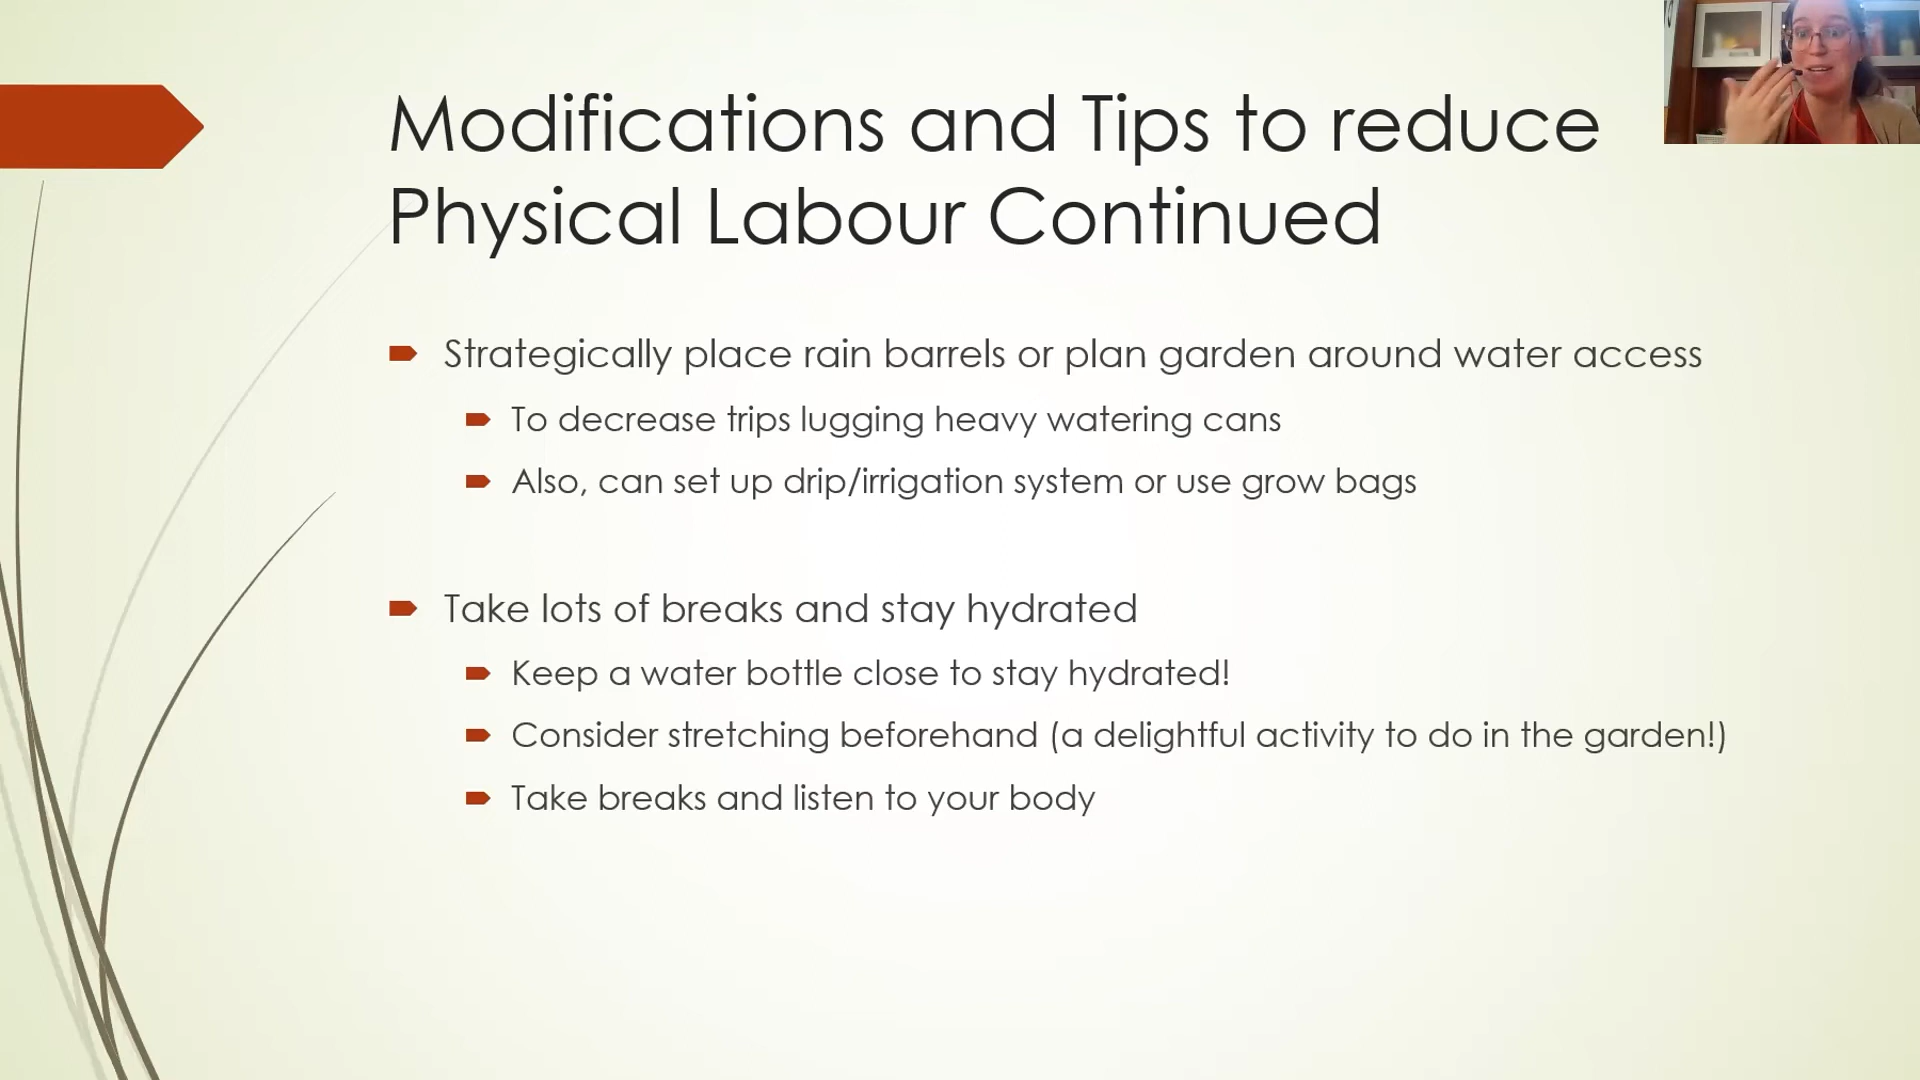 Modifications and Tips to reduce
Physical Labour Continued
Strategically place rain barrels or plan garden around water access
To decrease trips lugging heavy watering cans
Also, can set up drip/irrigation system or use grow bags
Take lots of breaks and stay hydrated
Keep a water bottle close to stay hydrated!
Consider stretching beforehand (a delightful activity to do in the garden!)
Take breaks and listen to your body